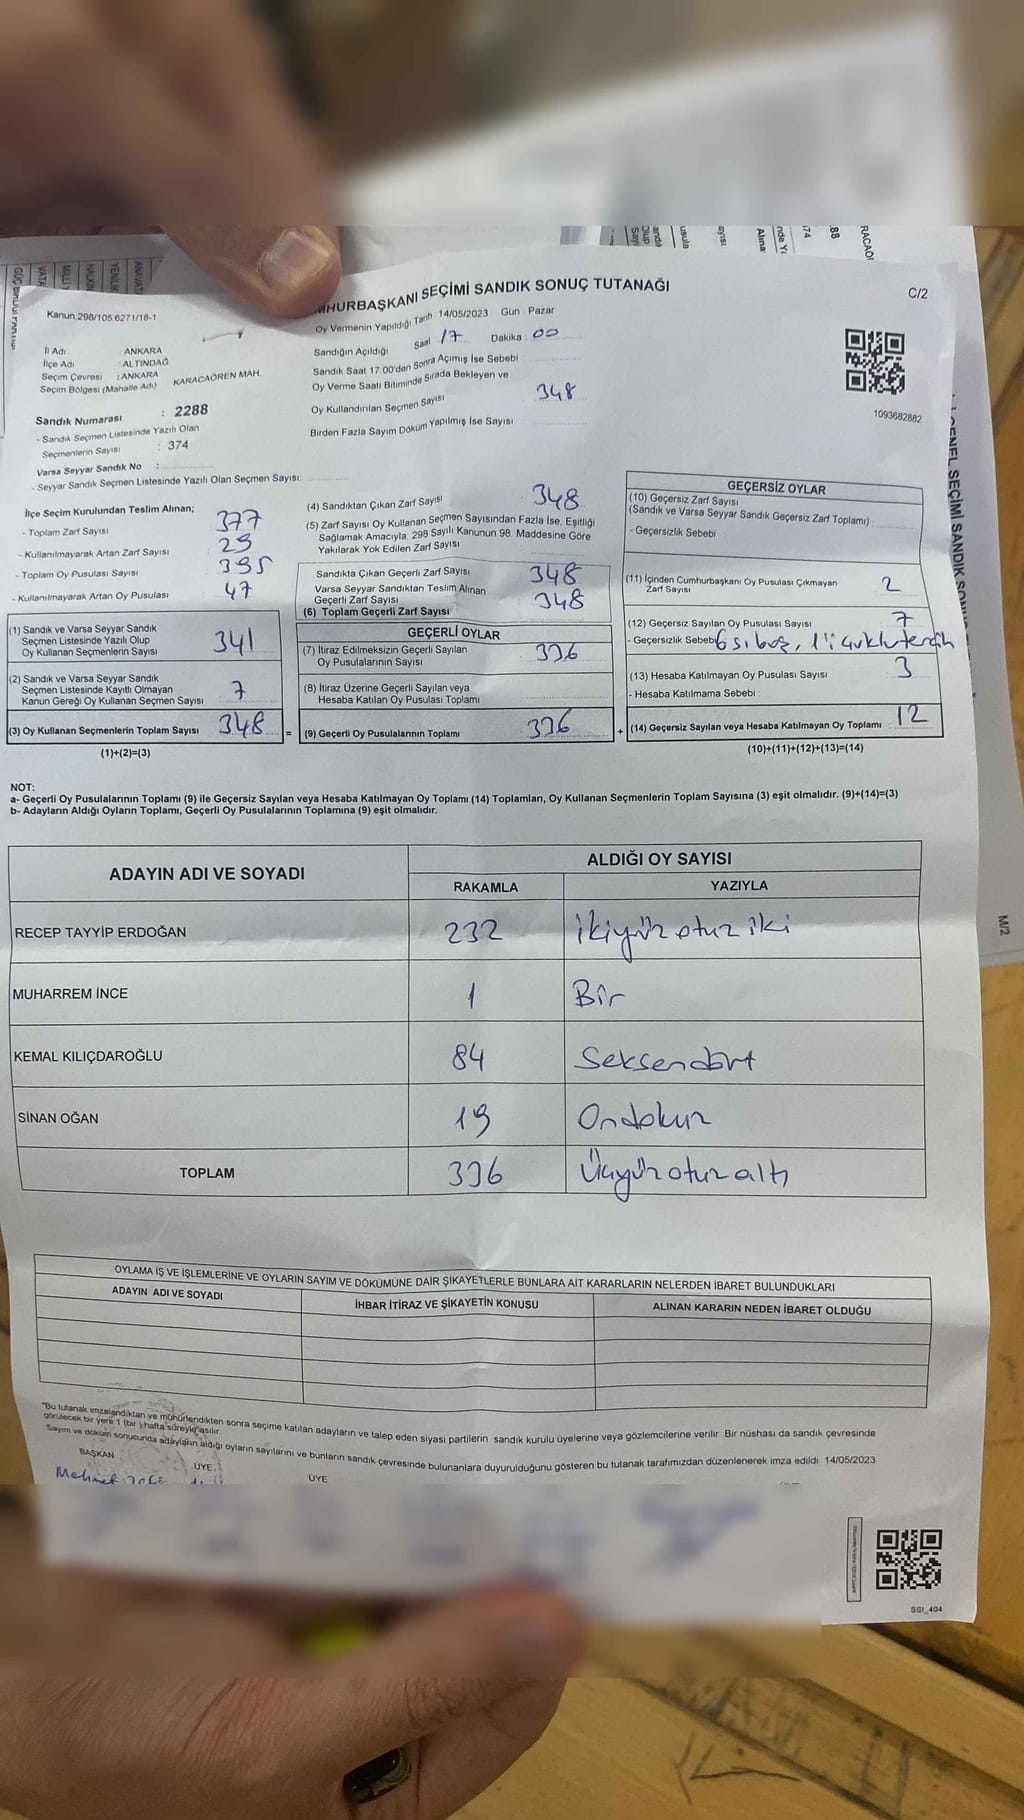 MHURBAŞKANI SEÇİMİ SANDIK SONUÇ TUTANAĞI
C/2
Kanun:298/105,6271/18-1
Oy Vermenin Yapıldığı Tarih 14/05/2023 Gün : Pazar
İl Adı : ANKARA
İlçe Adı : ALTINDAĞ
Seçim Çevresi : ANKARA
Seçim Bölgesi (Mahalle Adı) KARACAÖREN MAH.
Sandığın Açıldığı Saat 17 Dakika : 00
Sandık Saat 17:00'den Sonra Açımış İse Sebebi
Oy Verme Saati Bitiminde Sırada Bekleyen ve
Oy Kullandırılan Seçmen Sayısı 348
Birden Fazla Sayım Döküm Yapılmış İse Sayısı
1093682882
Sandık Numarası : 2288
- Sandık Seçmen Listesinde Yazılı Olan
Seçmenlerin Sayısı : 374
Varsa Seyyar Sandık No :
- Seyyar Sandık Seçmen Listesinde Yazılı Olan Seçmen Sayısı:
İlçe Seçim Kurulundan Teslim Alınan;
- Toplam Zarf Sayısı 377
- Kullanılmayarak Artan Zarf Sayısı 29
- Toplam Oy Pusulası Sayısı 395
- Kullanılmayarak Artan Oy Pusulası 47
(1) Sandık ve Varsa Seyyar Sandık
Seçmen Listesinde Yazılı Olup
Oy Kullanan Seçmenlerin Sayısı 341
(2) Sandık ve Varsa Seyyar Sandık
Seçmen Listesinde Kayıtlı Olmayan
Kanun Gereği Oy Kullanan Seçmen Sayısı 7
(3) Oy Kullanan Seçmenlerin Toplam Sayısı 348 =
(1)+(2)=(3)
(4) Sandıktan Çıkan Zarf Sayısı 348
(5) Zarf Sayısı Oy Kullanan Seçmen Sayısından Fazla İse, Eşitliği
Sağlamak Amacıyla, 298 Sayılı Kanunun 98. Maddesine Göre
Yakılarak Yok Edilen Zarf Sayısı
Sandıkta Çıkan Geçerli Zarf Sayısı 348
Varsa Seyyar Sandıktan Teslim Alınan
Geçerli Zarf Sayısı 348
(6) Toplam Geçerli Zarf Sayısı
GEÇERLİ OYLAR
(7) İtiraz Edilmeksizin Geçerli Sayılan
Oy Pusulalarının Sayısı 336
(8) İtiraz Üzerine Geçerli Sayılan veya
Hesaba Katılan Oy Pusulası Toplamı
(9) Geçerli Oy Pusulalarının Toplamı 336 +
GEÇERSİZ OYLAR
(10) Geçersiz Zarf Sayısı
(Sandık ve Varsa Seyyar Sandık Geçersiz Zarf Toplamı)
- Geçersizlik Sebebi
(11) İçinden Cumhurbaşkanı Oy Pusulası Çıkmayan
Zarf Sayısı 2
(12) Geçersiz Sayılan Oy Pusulası Sayısı 7
- Geçersizlik Sebebi 6 sı boş, 1'i çoklu tercih
(13) Hesaba Katılmayan Oy Pusulası Sayısı 3
- Hesaba Katılmama Sebebi :
(14) Geçersiz Sayılan veya Hesaba Katılmayan Oy Toplamı 12
(10)+(11)+(12)+(13)=(14)
NOT:
a- Geçerli Oy Pusulalarının Toplamı (9) ile Geçersiz Sayılan veya Hesaba Katılmayan Oy Toplamı (14) Toplamları, Oy Kullanan Seçmenlerin Toplam Sayısına (3) eşit olmalıdır. (9)+(14)=(3)
b- Adayların Aldığı Oyların Toplamı, Geçerli Oy Pusulalarının Toplamına (9) eşit olmalıdır.
ADAYIN ADI VE SOYADI
ALDIĞI OY SAYISI
RAKAMLA YAZIYLA
RECEP TAYYİP ERDOĞAN 232 ikiyüz otuz iki
MUHARREM İNCE 1 Bir
KEMAL KILIÇDAROĞLU 84 Seksendört
SİNAN OĞAN 19 Ondokuz
TOPLAM 336 Üçyüz otuz altı
OYLAMA İŞ VE İŞLEMLERİNE VE OYLARIN SAYIM VE DÖKÜMÜNE DAİR ŞİKAYETLERLE BUNLARA AİT KARARLARIN NELERDEN İBARET BULUNDUKLARI
ADAYIN ADI VE SOYADI
İHBAR İTİRAZ VE ŞİKAYETİN KONUSU
ALINAN KARARIN NEDEN İBARET OLDUĞU
*Bu tutanak imzalandıktan ve mühürlendikten sonra seçime katılan adayların ve talep eden siyasi partilerin sandık kurulu üyelerine veya gözlemcilerine verilir. Bir nüshası da sandık çevresinde
görülecek bir yere 1 (bir) hafta süreyle asılır.
Sayım ve döküm sonucunda adayların aldığı oyların sayılarını ve bunların sandık çevresinde bulunanlara duyurulduğunu gösteren bu tutanak tarafımızdan düzenlenerek imza edildi. 14/05/2023
BAŞKAN
ÜYE
ÜYE
Mehmet
SSI_404
M/2